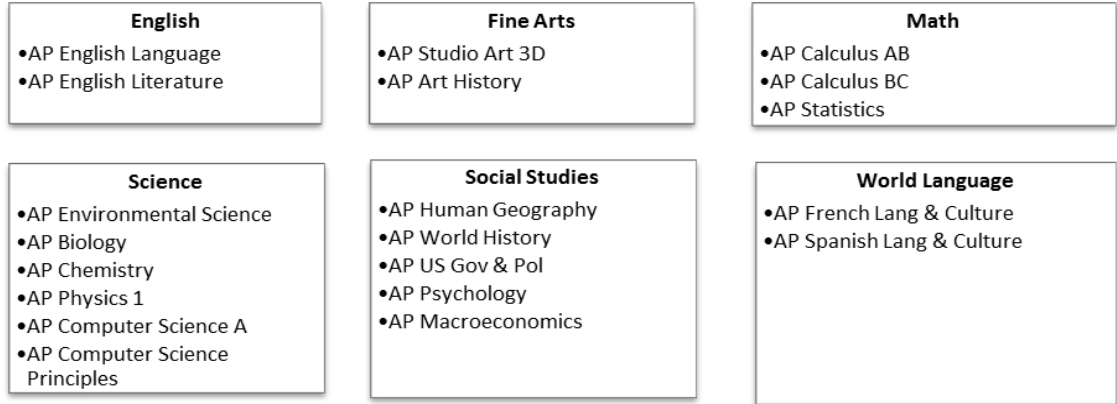 English
•AP English Language
•AP English Literature
Fine Arts
•AP Studio Art 3D
•AP Art History
Math
•AP Calculus AB
•AP Calculus BC
•AP Statistics
Science
•AP Environmental Science
•AP Biology
•AP Chemistry
•AP Physics 1
•AP Computer Science A
•AP Computer Science
Principles
Social Studies
•AP Human Geography
•AP World History
•AP US Gov & Pol
•AP Psychology
•AP Macroeconomics
World Language
•AP French Lang & Culture
•AP Spanish Lang & Culture